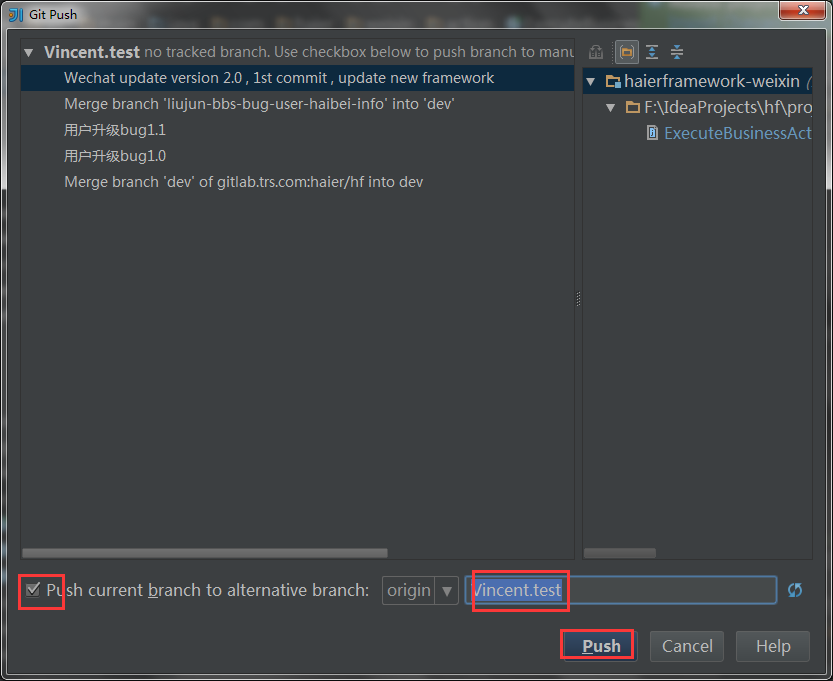 Git Push
Vincent.test no tracked branch. Use checkbox below to push branch to manu
Wechat update version 2.0 , 1st commit , update new framework
Merge branch 'liujun-bbs-bug-user-haibei-info' into 'dev'
用户升级bug1.1
用户升级bug1.0
Merge branch 'dev' of gitlab.trs.com:haier/hf into dev
haierframework-weixin (
F:\IdeaProjects\hf\pro
ExecuteBusinessAct
Push current branch to alternative branch: origin Vincent.test
Push Cancel Help